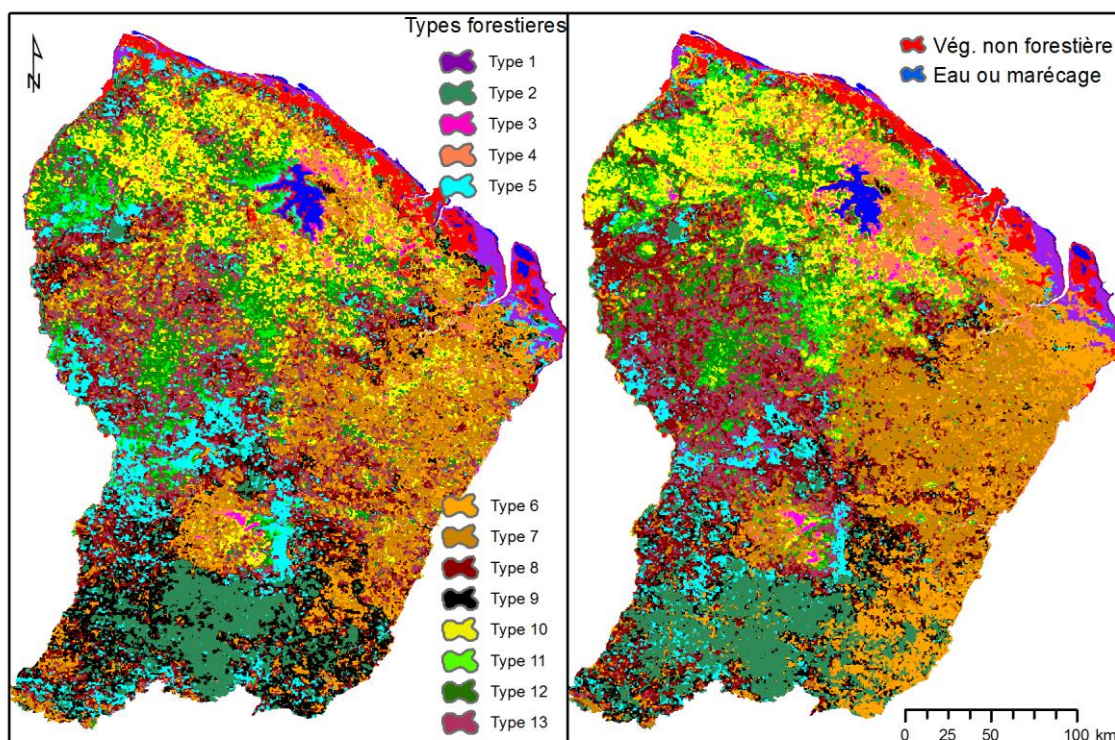 Types forestieres
Type 1
Type 2
Type 3
Type 4
Type 5
Type 6
Type 7
Type 8
Type 9
Type 10
Type 11
Type 12
Type 13
N
Vég. non forestière
Eau ou marécage
0 25 50 100 km